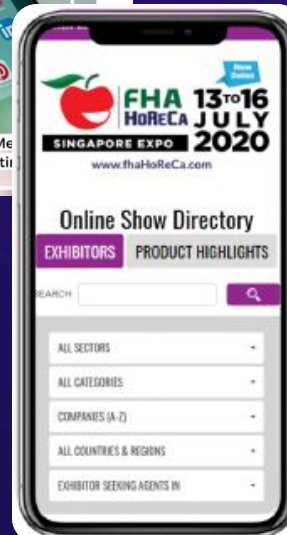 New
Dates
FHA 13TO16
HOReCA JULY
SINGAPORE EXPO 2020
www.fhaHoReCa.com
Online Show Directory
EXHIBITORS PRODUCT HIGHLIGHTS
SEARCH
ALL SECTORS
ALL CATEGORIES
COMPANIES (A-Z)
ALL COUNTRIES & REGIONS
EXHIBITOR SEEKING AGENTS IN